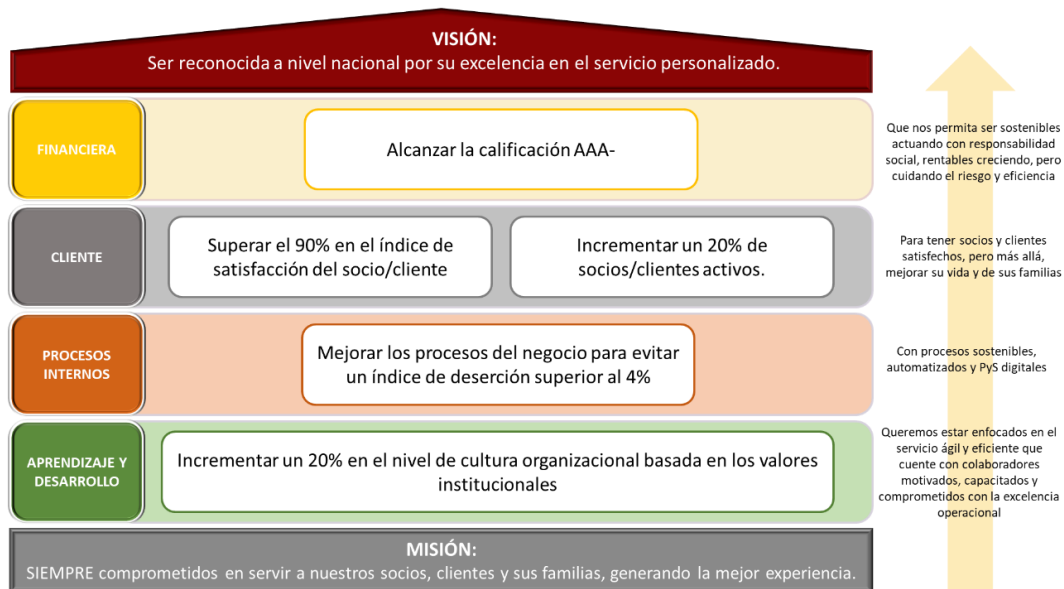 VISIÓN:
Ser reconocida a nivel nacional por su excelencia en el servicio personalizado.
FINANCIERA
Alcanzar la calificación AAA-
Que nos permita ser sostenibles
actuando con responsabilidad
social, rentables creciendo, pero
cuidando el riesgo y eficiencia
CLIENTE
Superar el 90% en el índice de
satisfacción del socio/cliente
Incrementar un 20% de
socios/clientes activos.
Para tener socios y clientes
satisfechos, pero más allá,
mejorar su vida y de sus familias
PROCESOS
INTERNOS
Mejorar los procesos del negocio para evitar
un índice de deserción superior al 4%
Con procesos sostenibles,
automatizados y PyS digitales
APRENDIZAJE Y
DESARROLLO
Incrementar un 20% en el nivel de cultura organizacional basada en los valores
institucionales
Queremos estar enfocados en el
servicio ágil y eficiente que
cuente con colaboradores
motivados, capacitados y
comprometidos con la excelencia
operacional
MISIÓN:
SIEMPRE comprometidos en servir a nuestros socios, clientes y sus familias, generando la mejor experiencia.